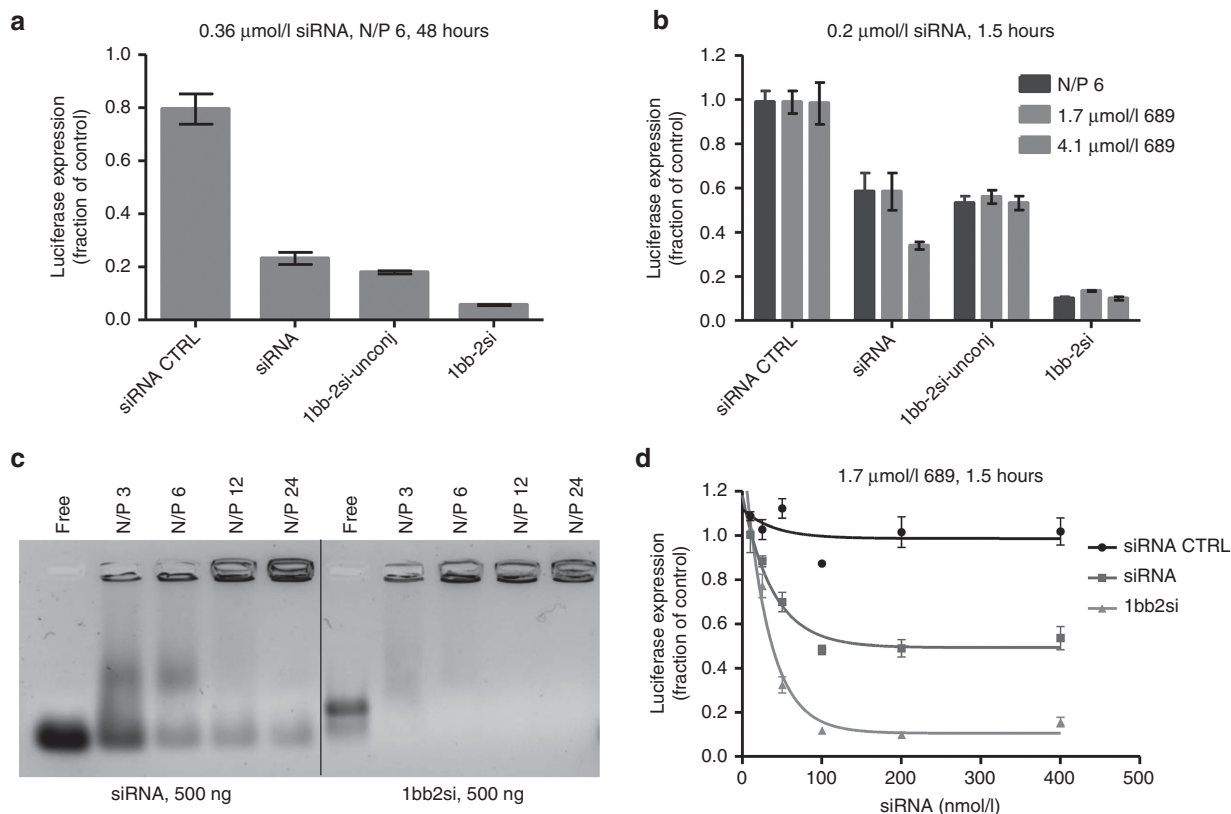 a
0.36 μmol/l siRNA, N/P 6, 48 hours
Luciferase expression
(fraction of control)
1.0
0.8
0.6
0.4
0.2
0.0
siRNA CTRL
siRNA
1bb-2si-unconj
1bb-2si
b
0.2 μmol/l siRNA, 1.5 hours
Luciferase expression
(fraction of control)
1.2
1.0
0.8
0.6
0.4
0.2
0.0
N/P 6
1.7 μmol/l 689
4.1 μmol/l 689
siRNA CTRL
siRNA
1bb-2si-unconj
1bb-2si
c
Free
N/P 3
N/P 6
N/P 12
N/P 24
Free
N/P 3
N/P 6
N/P 12
N/P 24
siRNA, 500 ng
1bb2si, 500 ng
d
1.7 μmol/l 689, 1.5 hours
Luciferase expression
(fraction of control)
1.2
1.0
0.8
0.6
0.4
0.2
0.0
0
100
200
300
400
500
siRNA (nmol/l)
siRNA CTRL
siRNA
1bb2si